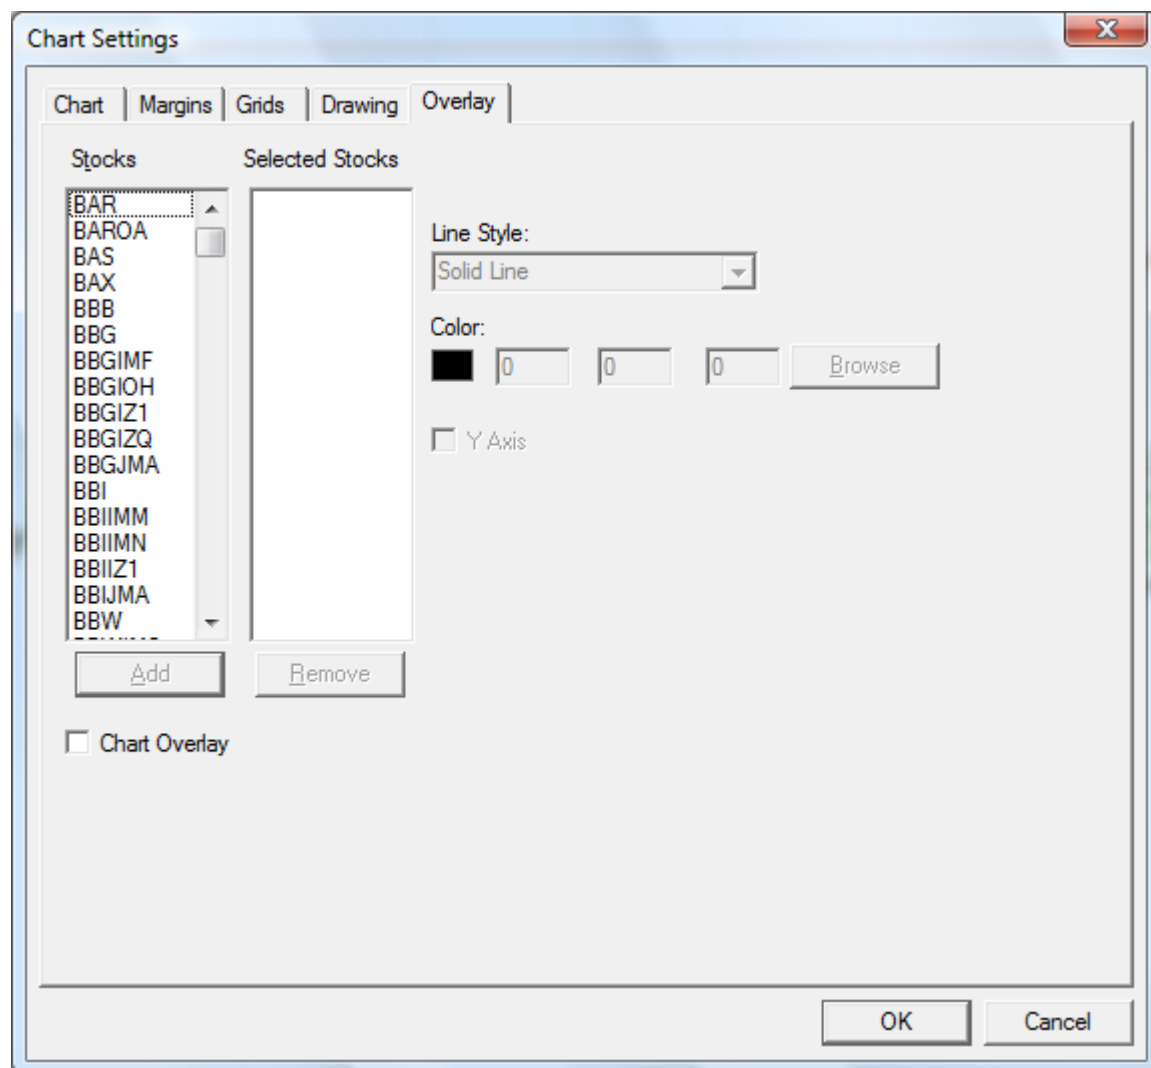 Chart Settings
Chart Margins Grids Drawing Overlay
Stocks Selected Stocks
BAR
BAROA
BAS
BAX
BBB
BBG
BBGIMF
BBGIOH
BBGIZ1
BBGIZQ
BBGJMA
BBI
BBIIMM
BBIIMN
BBIIZ1
BBIJMA
BBW
Add Remove
Chart Overlay
Line Style:
Solid Line
Color:
0 0 0 Browse
Y Axis
OK Cancel